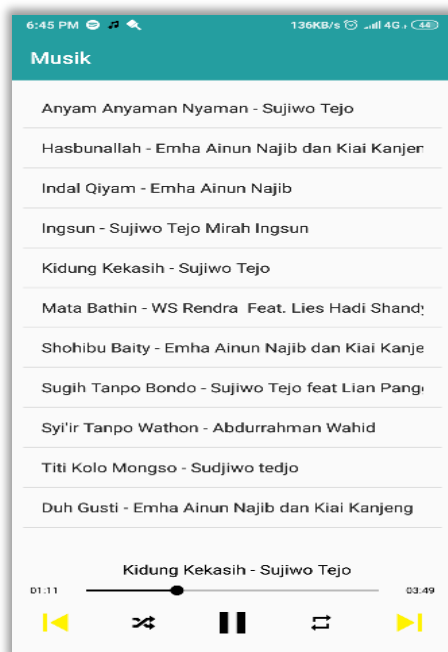 6:45 PM 136KB/s 4G 44
Musik
Anyam Anyaman Nyaman - Sujiwo Tejo
Hasbunallah - Emha Ainun Najib dan Kiai Kanjen
Indal Qiyam - Emha Ainun Najib
Ingsun - Sujiwo Tejo Mirah Ingsun
Kidung Kekasih - Sujiwo Tejo
Mata Bathin - WS Rendra Feat. Lies Hadi Shandy
Shohibu Baity - Emha Ainun Najib dan Kiai Kanje
Sugih Tanpo Bondo - Sujiwo Tejo feat Lian Pang
Syi'ir Tanpo Wathon - Abdurrahman Wahid
Titi Kolo Mongso - Sudjiwo tedjo
Duh Gusti - Emha Ainun Najib dan Kiai Kanjeng
Kidung Kekasih - Sujiwo Tejo
01:11 03:49